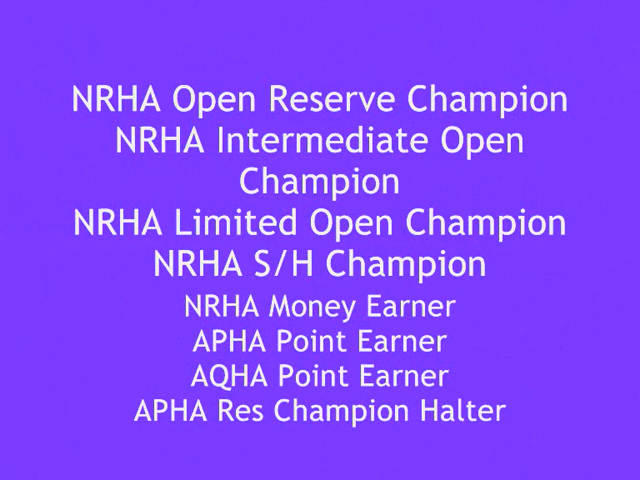 NRHA Open Reserve Champion
NRHA Intermediate Open
Champion
NRHA Limited Open Champion
NRHA S/H Champion
NRHA Money Earner
APHA Point Earner
AQHA Point Earner
APHA Res Champion Halter